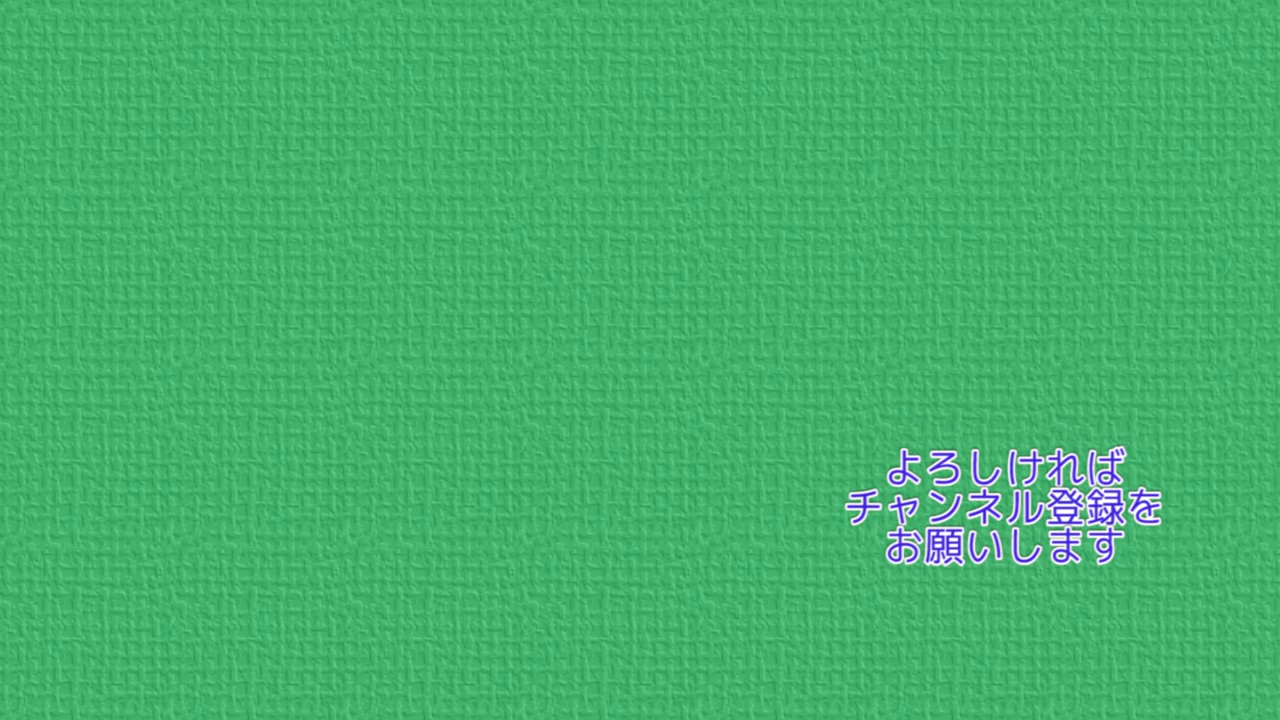 よろしければ
チャンネル登録を
お願いします